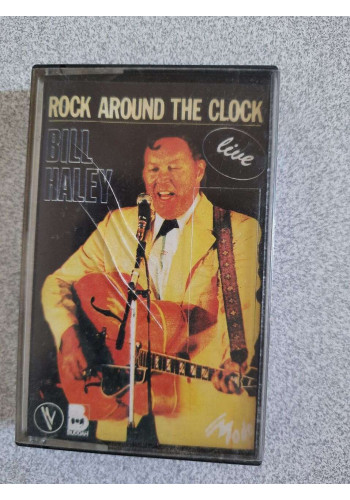 ROCK AROUND THE CLOCK
BILL
HALEY
live
B